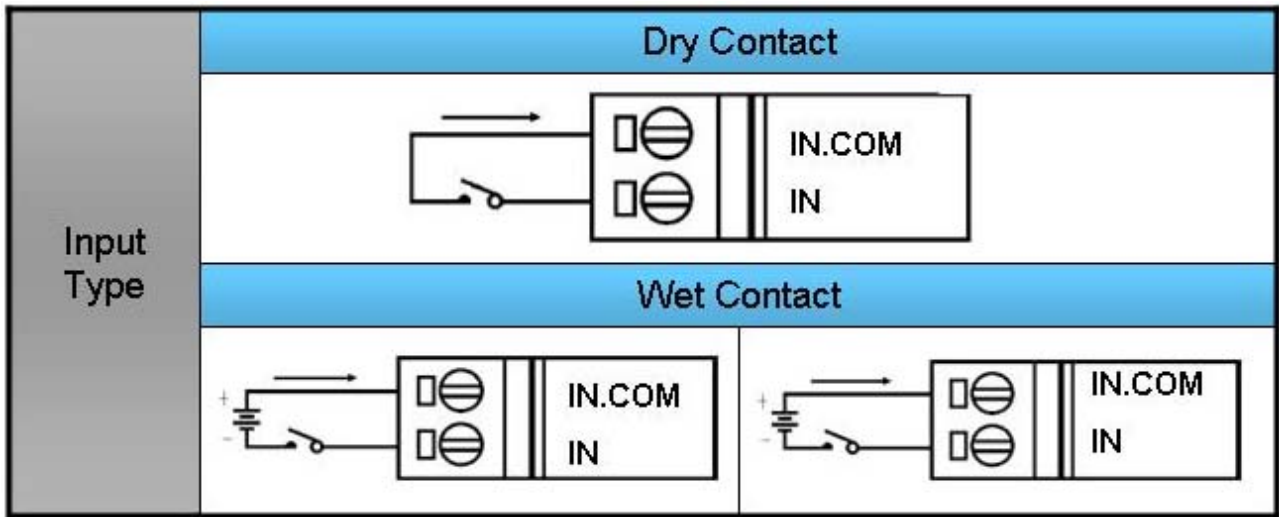 Dry Contact
IN.COM
IN
Input
Type
Wet Contact
+
-
IN.COM
IN
+
-
IN.COM
IN